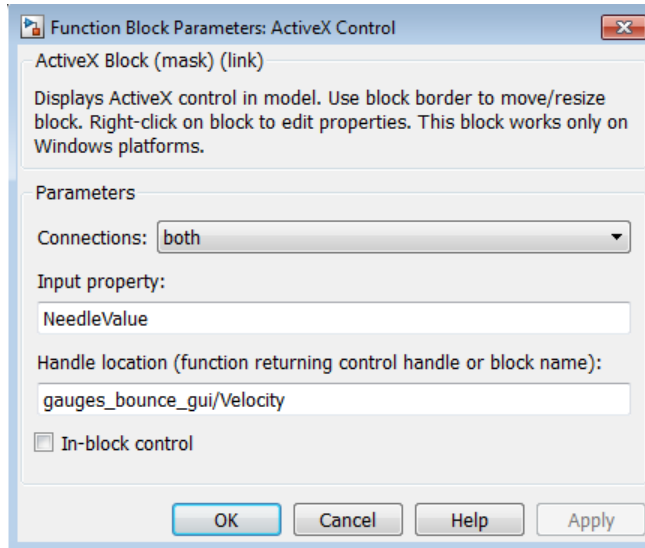 Function Block Parameters: ActiveX Control
ActiveX Block (mask) (link)
Displays ActiveX control in model. Use block border to move/resize
block. Right-click on block to edit properties. This block works only on
Windows platforms.
Parameters
Connections: both
Input property:
NeedleValue
Handle location (function returning control handle or block name):
gauges_bounce_gui/Velocity
In-block control
OK Cancel Help Apply